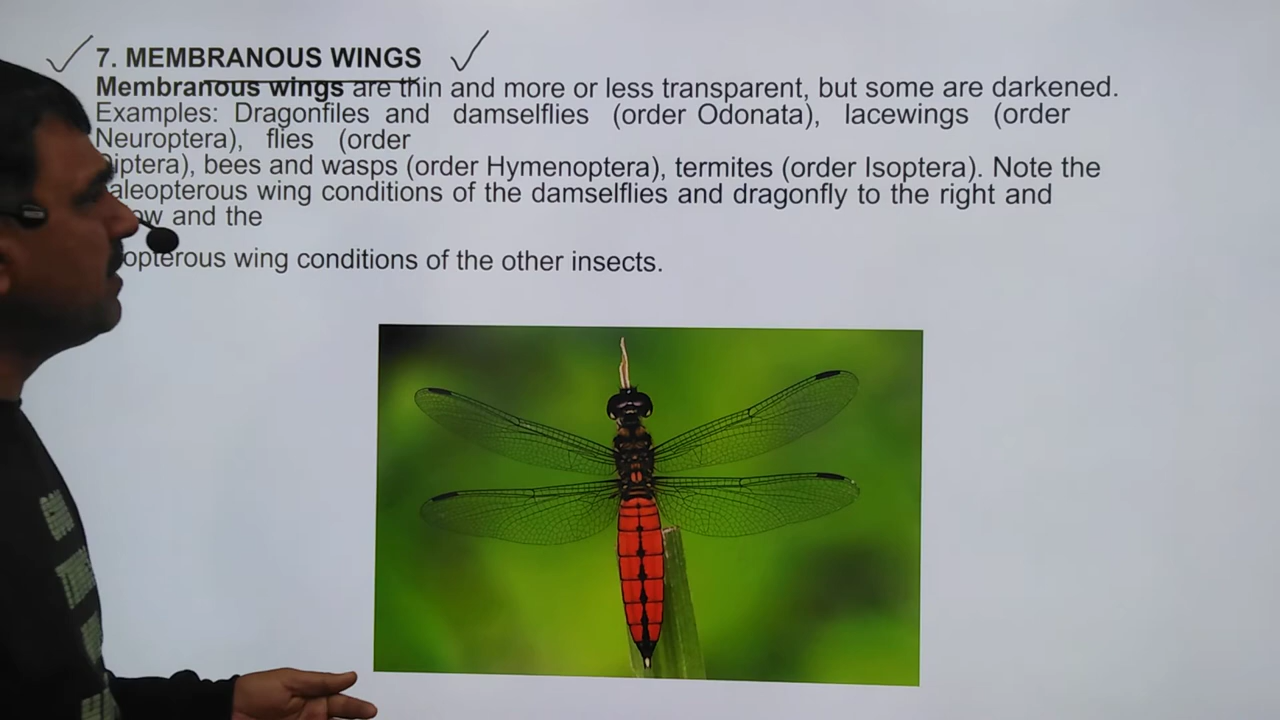 7. MEMBRANOUS WINGS
Membranous wings are thin and more or less transparent, but some are darkened.
Examples: Dragonfiles and damselflies (order Odonata), lacewings (order
Neuroptera), flies (order
iptera), bees and wasps (order Hymenoptera), termites (order Isoptera). Note the
aleopterous wing conditions of the damselflies and dragonfly to the right and
ow and the
opterous wing conditions of the other insects.